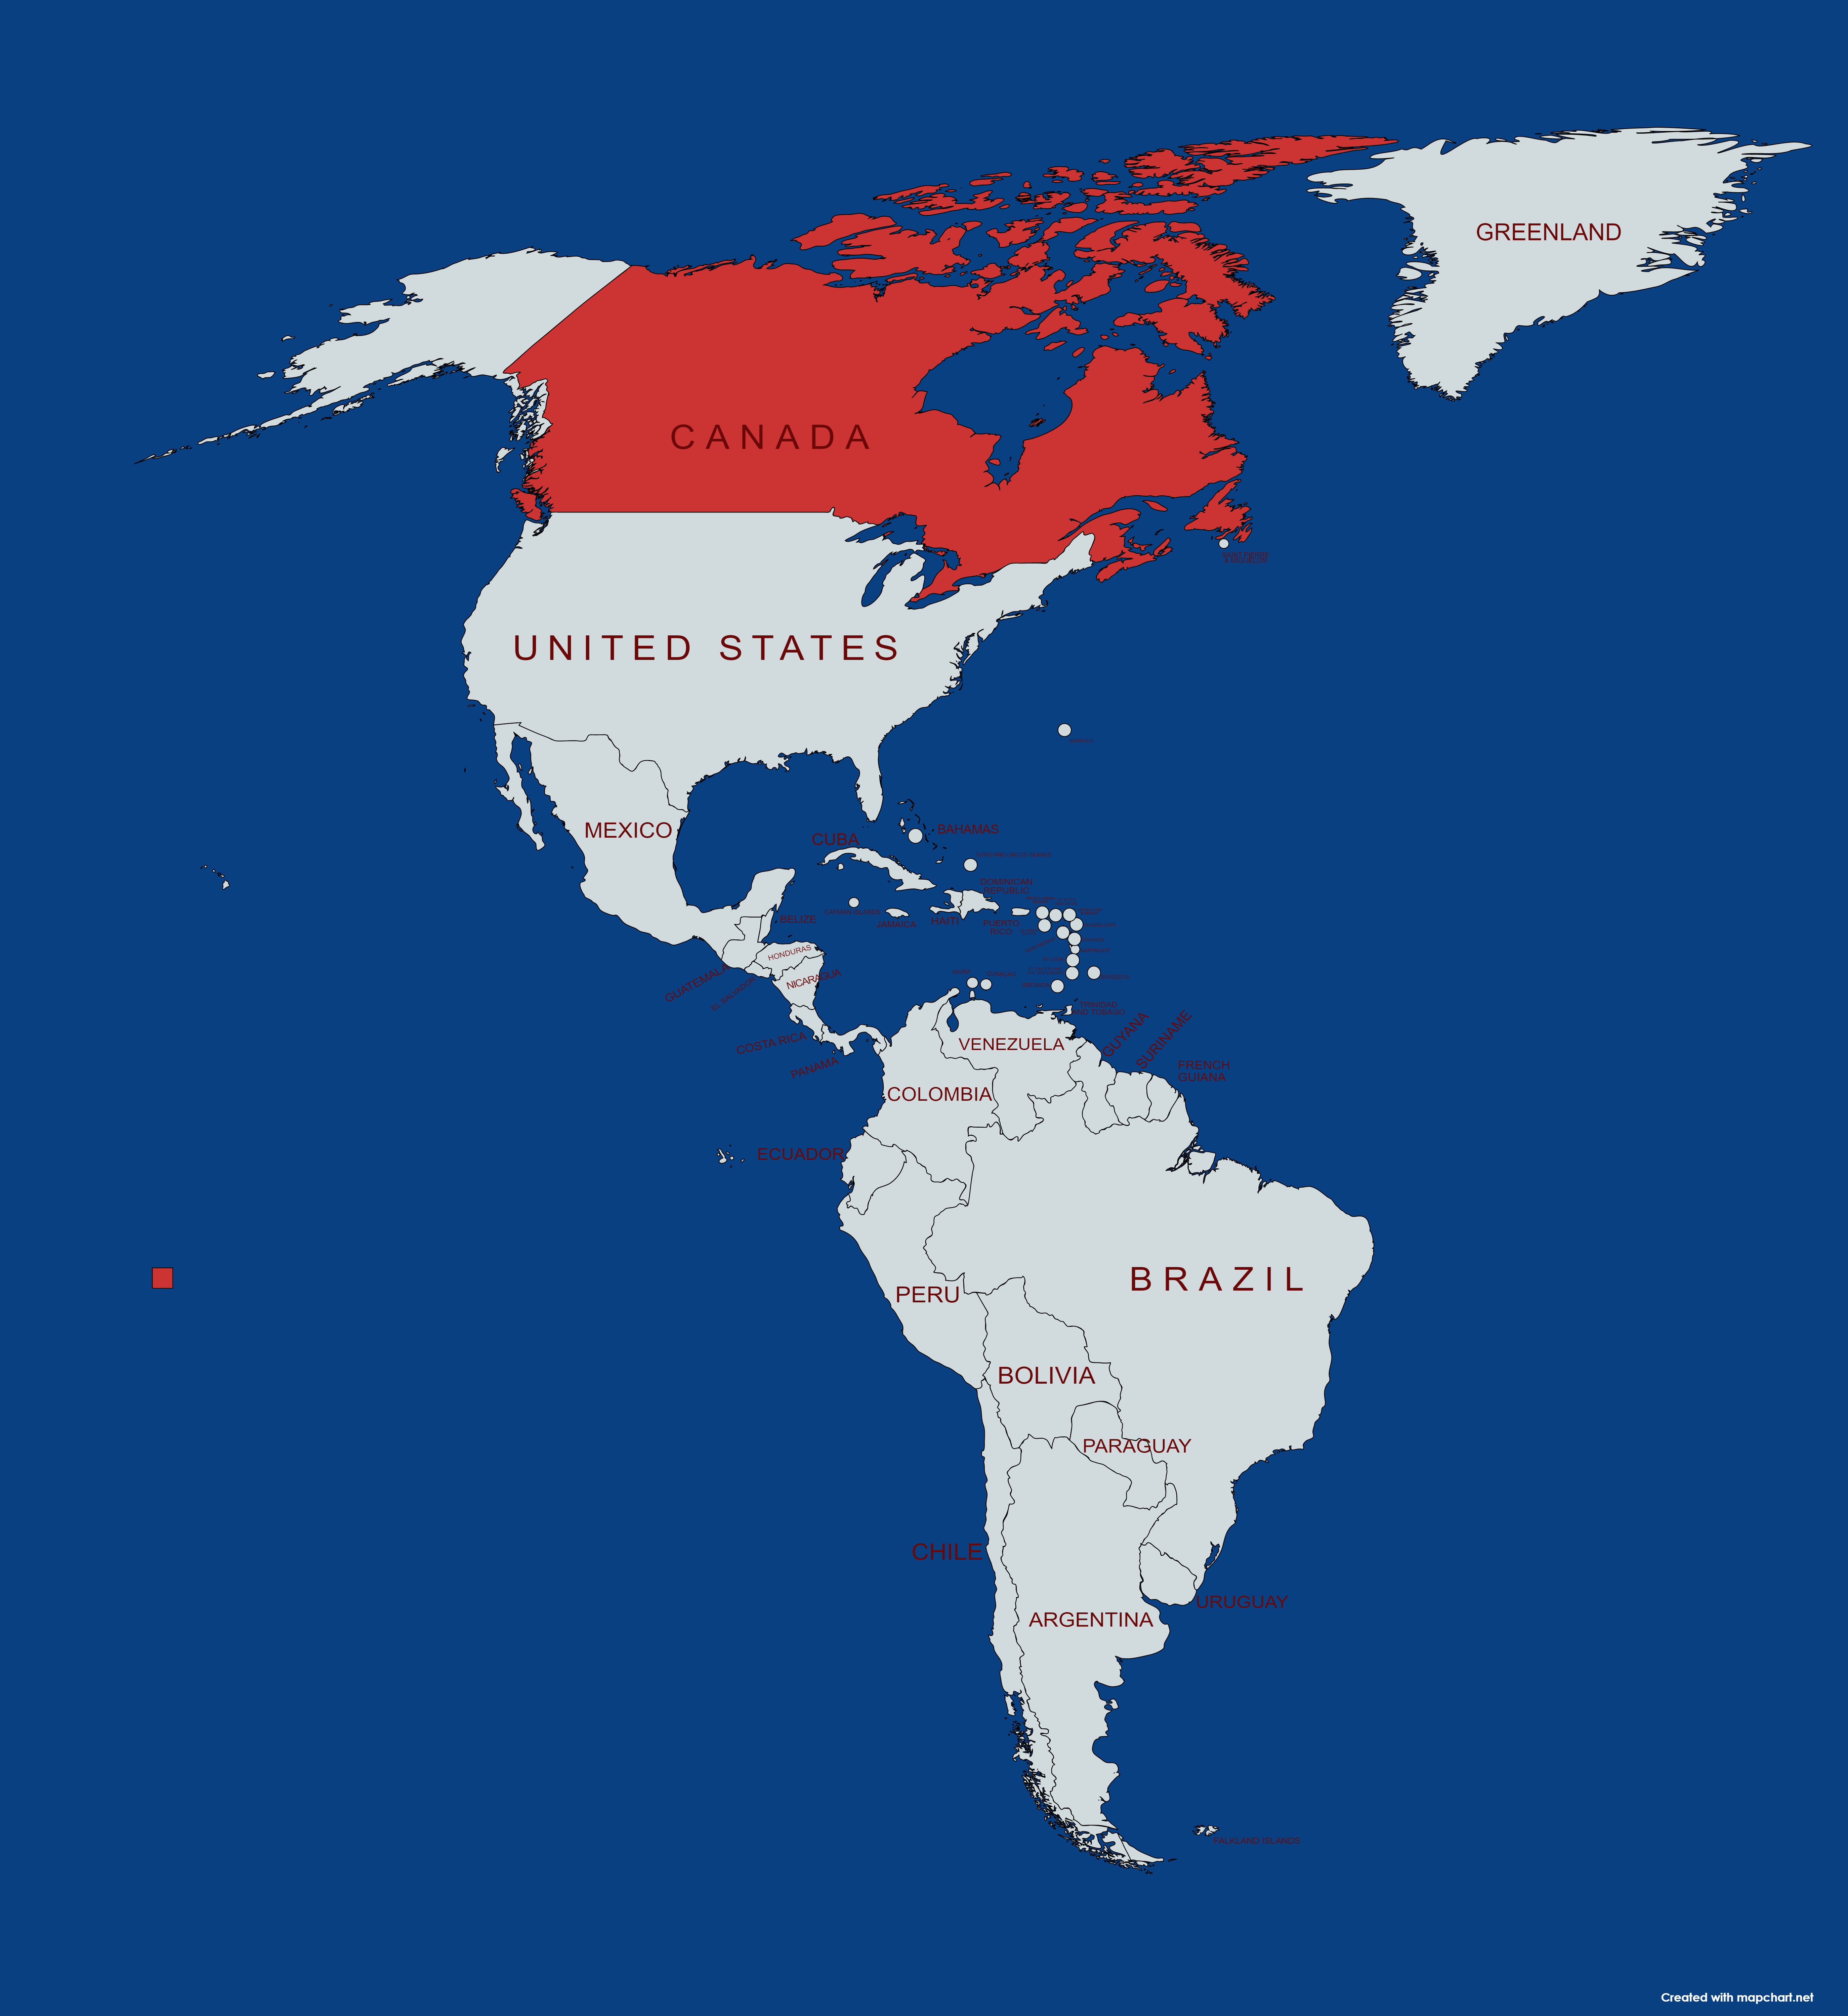 GREENLAND
CANADA
UNITED STATES
MEXICO
BAHAMAS
CUBA
DOMINICAN
REPUBLIC
CAYMAN ISLANDS
BELIZE
JAMAICA
HAITI
PUERTO
RICO
HONDURAS
GUATEMALA
NICARAGUA
EL SALVADOR
TRINIDAD
AND TOBAGO
COSTA RICA
PANAMA
VENEZUELA
GUYANA
SURINAME
FRENCH
GUIANA
COLOMBIA
ECUADOR
BRAZIL
PERU
BOLIVIA
PARAGUAY
CHILE
URUGUAY
ARGENTINA
FALKLAND ISLANDS
Created with mapchart.net